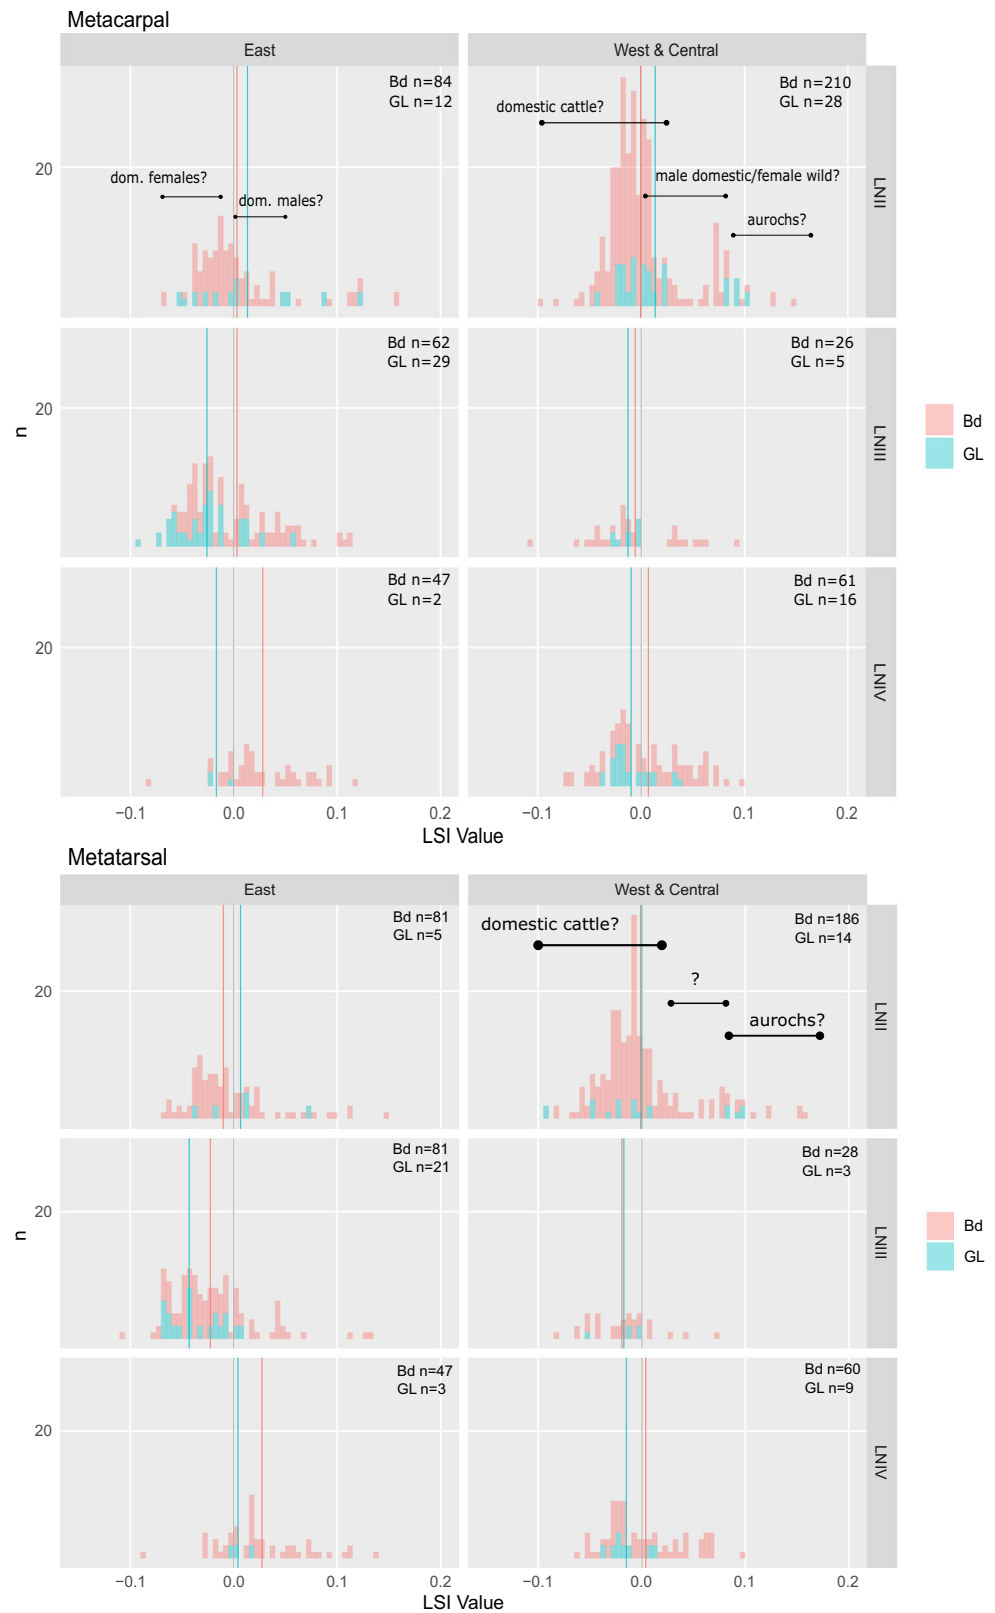 Metacarpal
East
West & Central
Bd n=84
GL n=12
Bd n=210
GL n=28
domestic cattle?
20
dom. females?
dom. males?
male domestic/female wild?
aurochs?
LNII
Bd n=62
GL n=29
Bd n=26
GL n=5
20
n
LNIII
Bd
GL
Bd n=47
GL n=2
Bd n=61
GL n=16
20
LNIV
−0.1
0.0
0.1
0.2
−0.1
0.0
0.1
0.2
LSI Value
Metatarsal
East
West & Central
Bd n=81
GL n=5
Bd n=186
GL n=14
domestic cattle?
?
aurochs?
20
LNII
Bd n=81
GL n=21
Bd n=28
GL n=3
20
n
LNIII
Bd
GL
Bd n=47
GL n=3
Bd n=60
GL n=9
20
LNIV
−0.1
0.0
0.1
0.2
−0.1
0.0
0.1
0.2
LSI Value